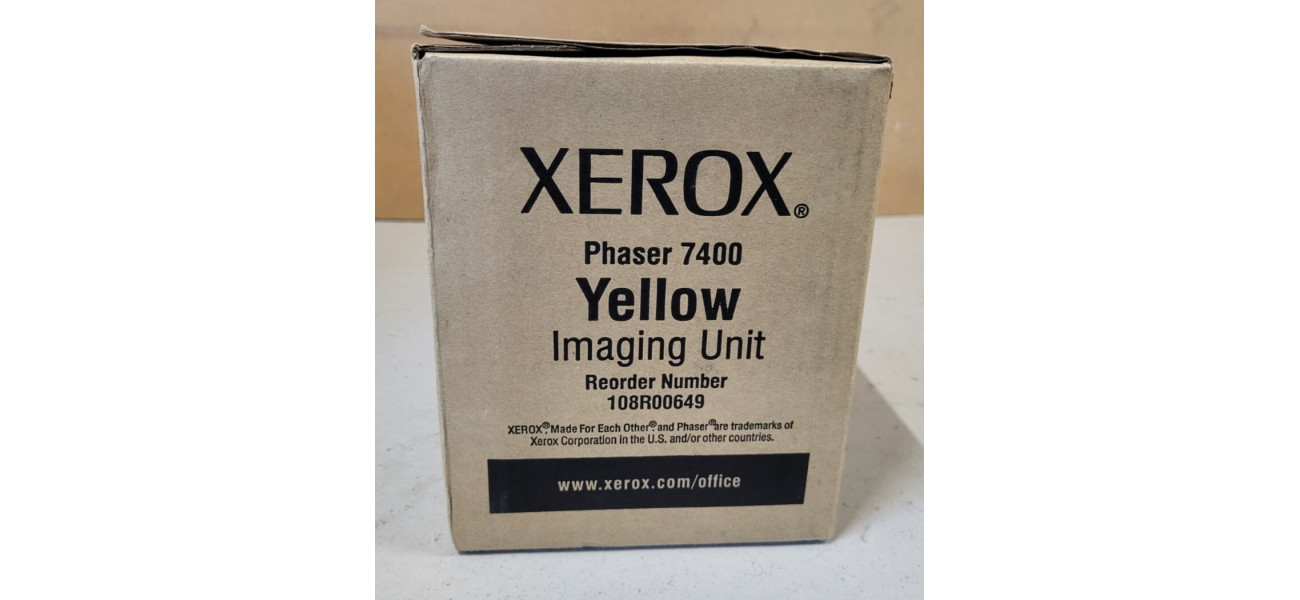 XEROX®
Phaser 7400
Yellow
Imaging Unit
Reorder Number
108R00649
XEROX®, Made For Each Other® and Phaser® are trademarks of
Xerox Corporation in the U.S. and/or other countries.
www.xerox.com/office